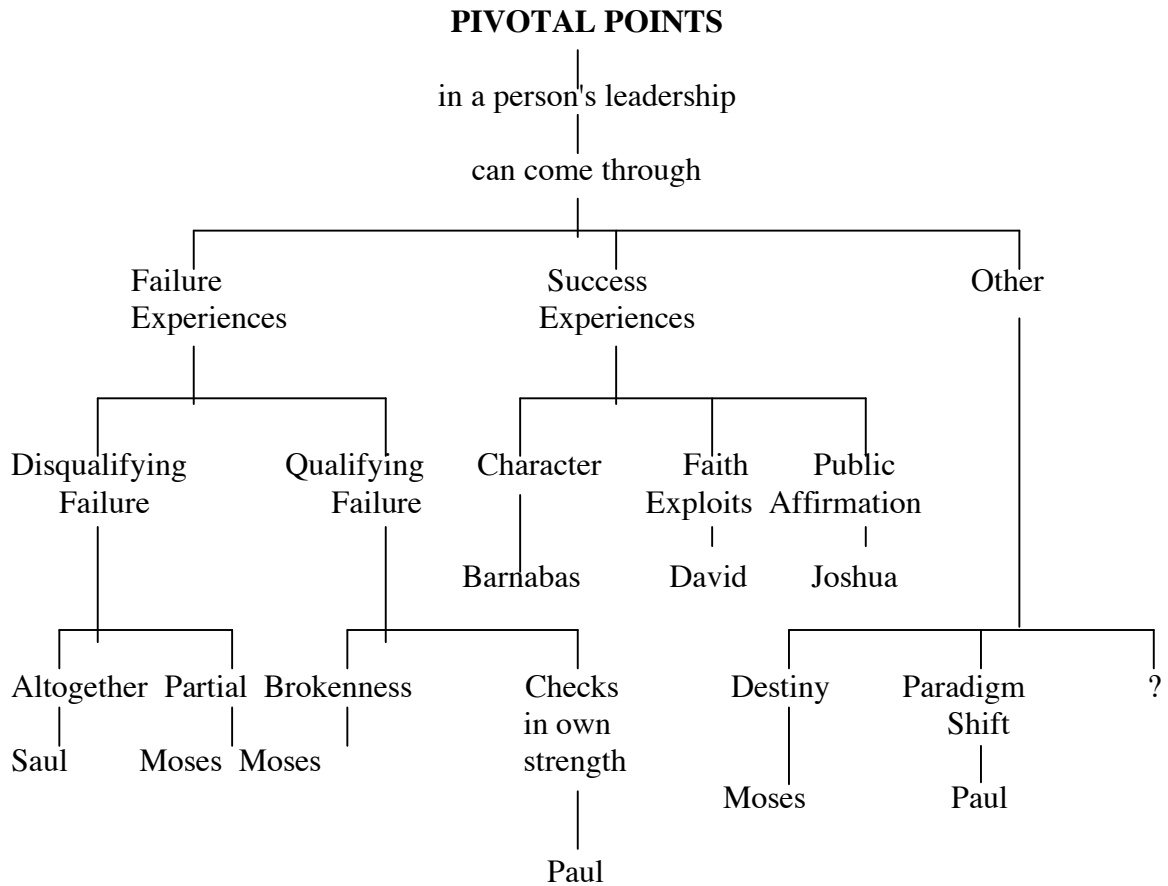 PIVOTAL POINTS
in a person's leadership
can come through
Failure Experiences
Success Experiences
Other
Disqualifying Failure
Qualifying Failure
Character
Faith Exploits
Public Affirmation
Barnabas
David
Joshua
Altogether
Partial
Brokenness
Checks
in own
strength
Destiny
Paradigm
Shift
?
Saul
Moses
Moses
Moses
Paul
Paul